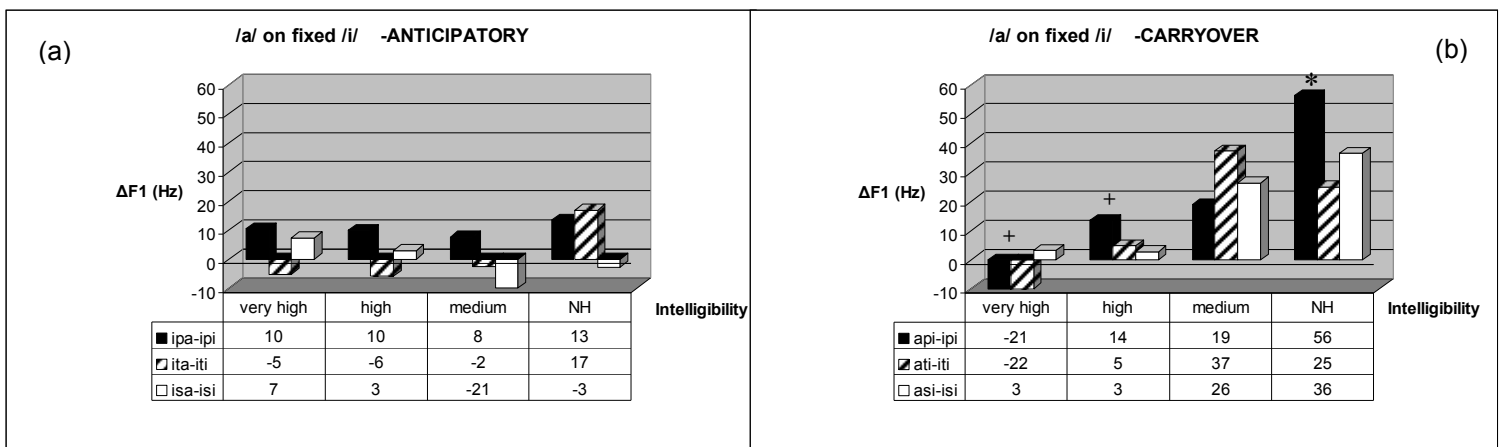 (a)
/a/ on fixed /i/ -ANTICIPATORY
ΔF1 (Hz)
60
50
40
30
20
10
0
-10
very high high medium NH
Intelligibility
ipa-ipi 10 10 8 13
ita-iti -5 -6 -2 17
isa-isi 7 3 -21 -3
(b)
/a/ on fixed /i/ -CARRYOVER
ΔF1 (Hz)
60
50
40
30
20
10
0
-10
+
+
*
very high high medium NH
Intelligibility
api-ipi -21 14 19 56
ati-iti -22 5 37 25
asi-isi 3 3 26 36